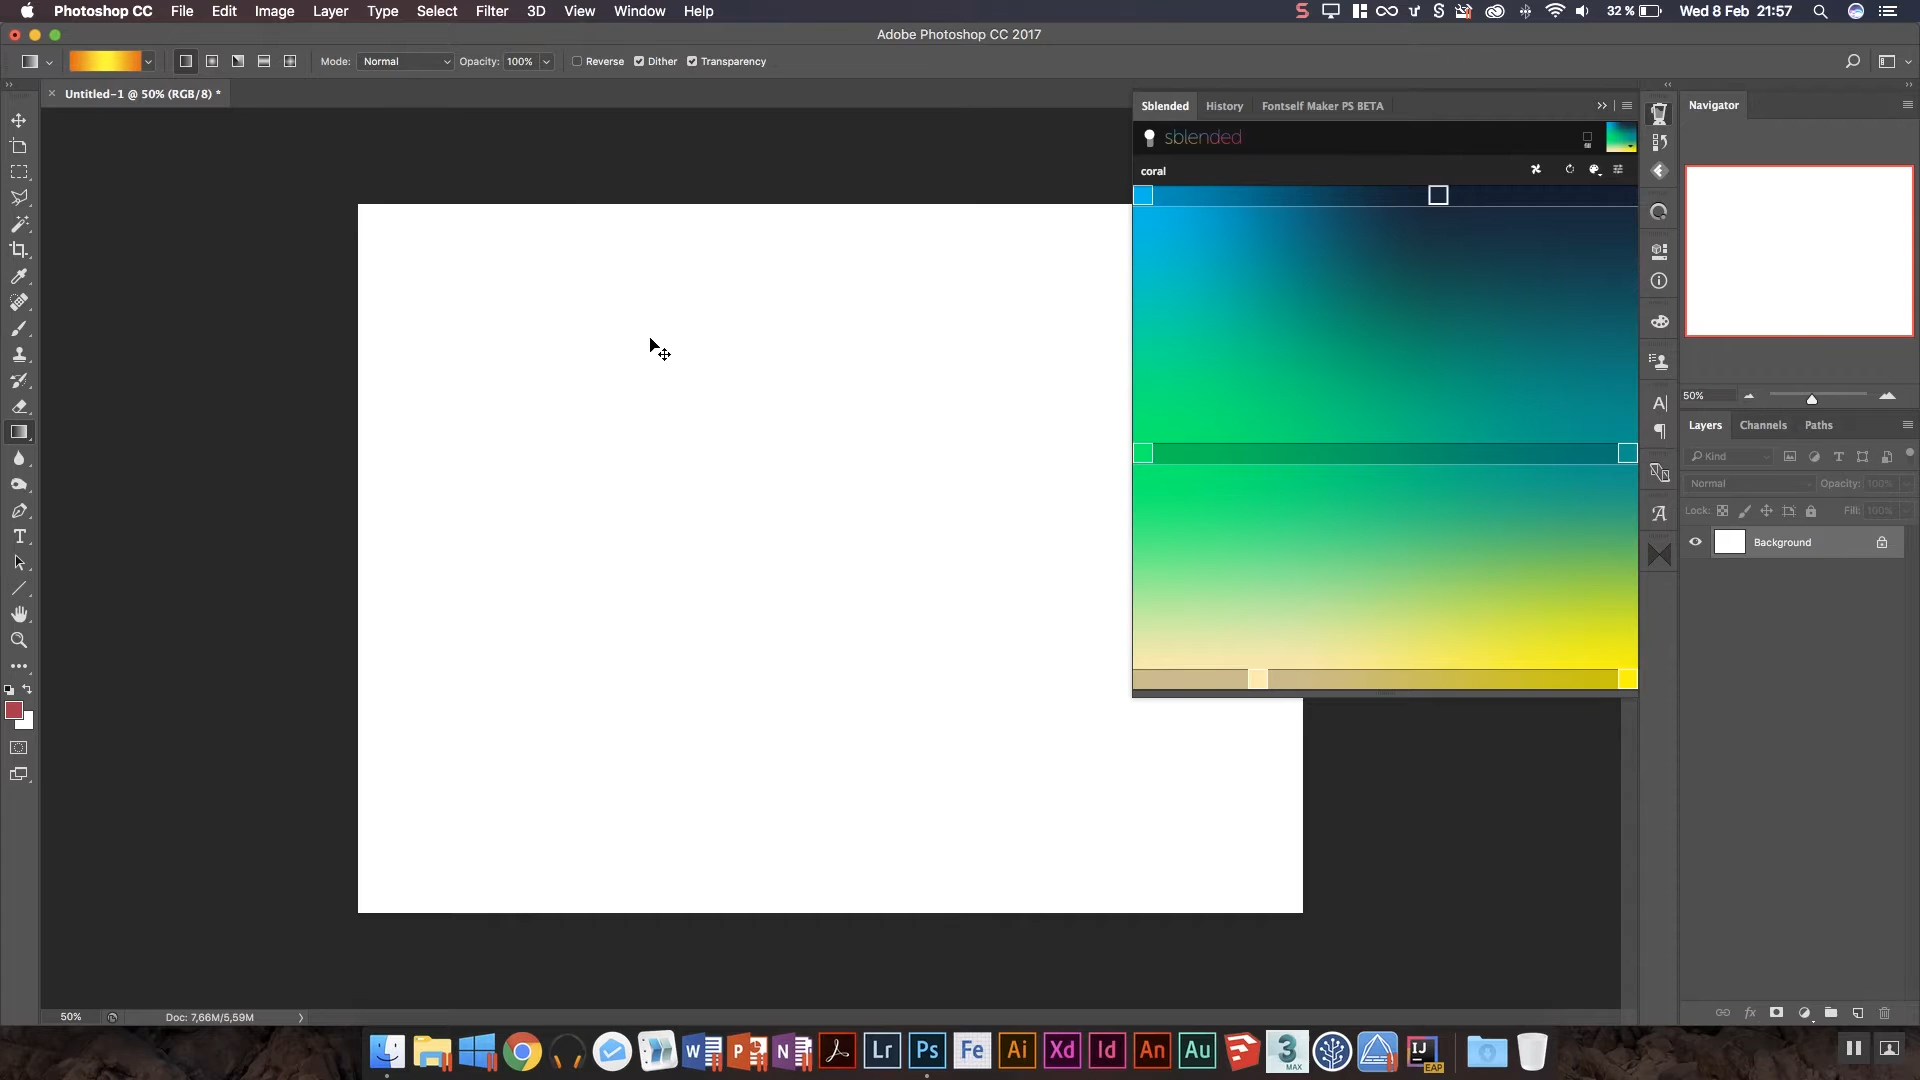 Photoshop CC File Edit Image Layer Type Select Filter 3D View Window Help
32 % Wed 8 Feb 21:57
Adobe Photoshop CC 2017
Mode: Normal Opacity: 100% Reverse Dither Transparency
Untitled-1 @ 50% (RGB/8) *
Sblended History Fontself Maker PS BETA
Navigator
sblended
coral
50%
Layers Channels Paths
Kind
Normal Opacity: 100%
Lock: Fill: 100%
Background
50% Doc: 7,66M/5,59M
W P N Lr Ps Fe Ai Xd Id An Au 3 MAX IJ EAP